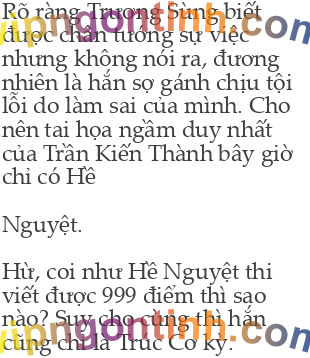 Rõ ràng Trương Sùng biết
được chân tướng sự việc
nhưng không nói ra, đương
nhiên là hắn sợ gánh chịu tội
lỗi do làm sai của mình. Cho
nên tai họa ngầm duy nhất
của Trần Kiến Thành bây giờ
chỉ có Hề
Nguyệt.
Hừ, coi như Hề Nguyệt thi
viết được 999 điểm thì sao
nào? Suy cho cùng thì hắn
cũng chỉ là Trúc Cơ kỳ.
vipngontinh.com
vipngontinh.com